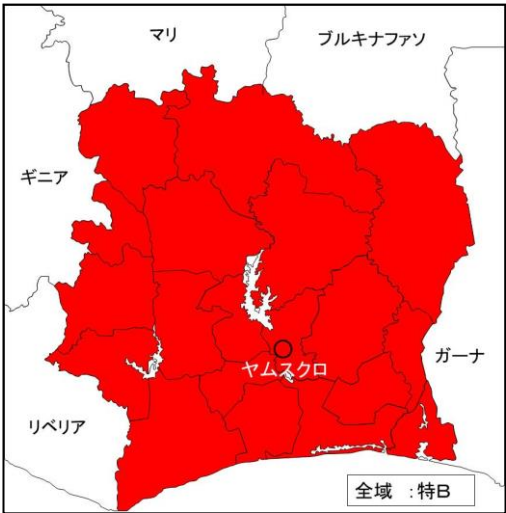 マリ
ブルキナファソ
ギニア
ガーナ
ヤムスクロ
リベリア
全域 ：特B